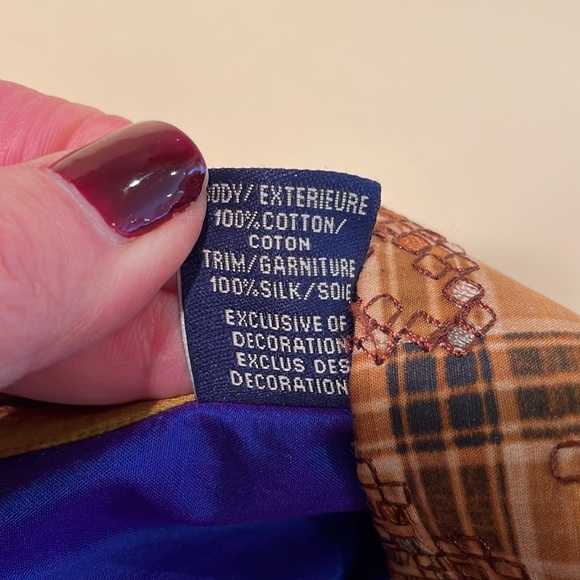 BODY/EXTERIEURE
100%COTTON/
COTON
TRIM/GARNITURE
100%SILK/SOIE
EXCLUSIVE OF
DECORATION
EXCLUS DES
DECORATION